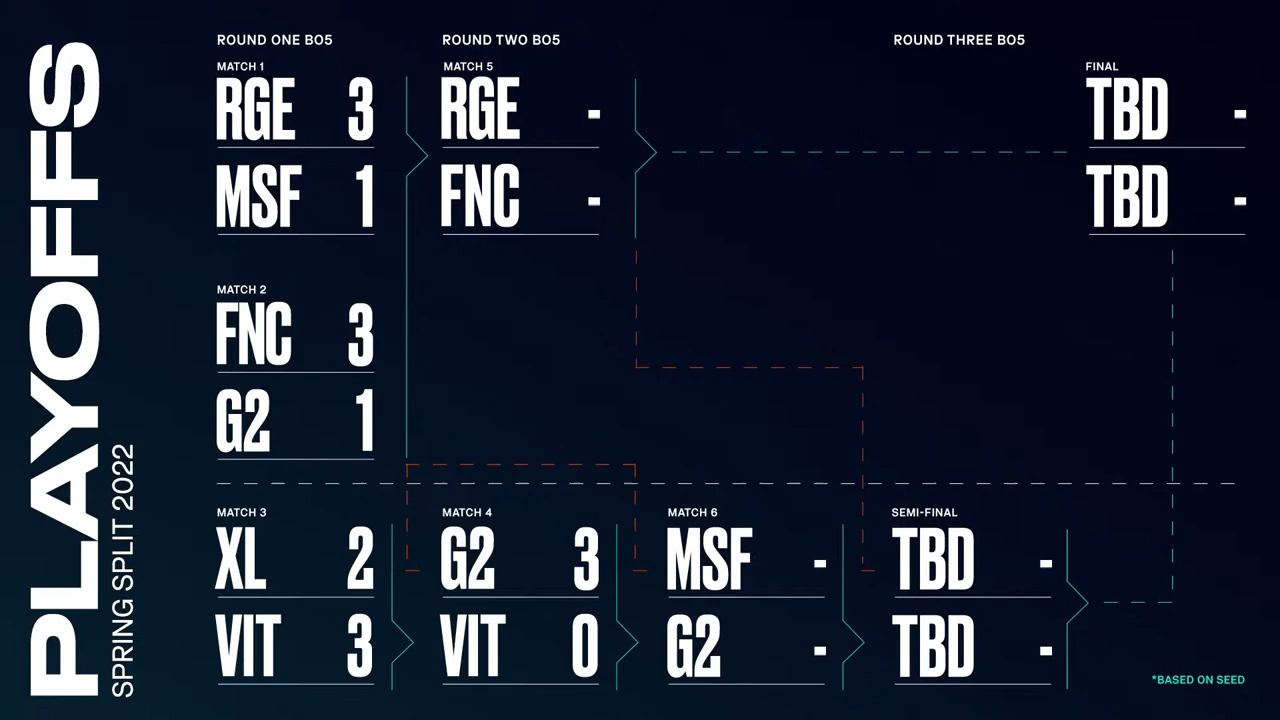 PLAYOFFS
SPRING SPLIT 2022
ROUND ONE BO5
MATCH 1
RGE 3
MSF 1
MATCH 2
FNC 3
G2 1
ROUND TWO BO5
MATCH 5
RGE -
FNC -
ROUND THREE BO5
FINAL
TBD -
TBD -
MATCH 3
XL 2
VIT 3
MATCH 4
G2 3
VIT 0
MATCH 6
MSF -
G2 -
SEMI-FINAL
TBD -
TBD -
*BASED ON SEED